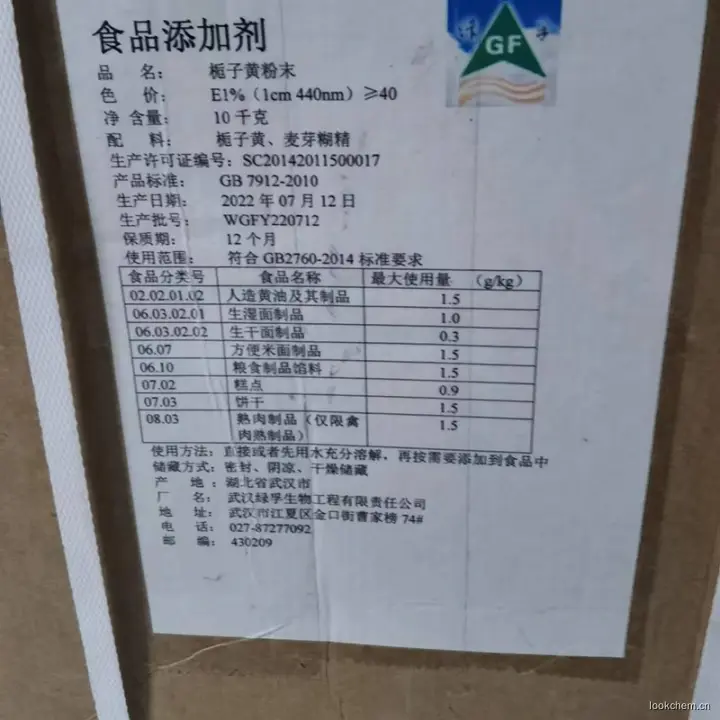 食品添加剂
GF
品 名: 栀子黄粉末
色 价: E1%(1cm 440nm)≥40
净 含量: 10 千克
配 料: 栀子黄、麦芽糊精
生产许可证编号: SC20142011500017
产品标准: GB 7912-2010
生产日期: 2022 年 07 月 12 日
生产批号: WGFY220712
保质期: 12 个月
使用范围: 符合 GB2760-2014 标准要求
食品分类号 食品名称 最大使用量 (g/kg)
02.02.01.02 人造黄油及其制品 1.5
06.03.02.01 生湿面制品 1.0
06.03.02.02 生干面制品 0.3
06.07 方便米面制品 1.5
06.10 粮食制品馅料 1.5
07.02 糕点 0.9
07.03 饼干 1.5
08.03 熟肉制品(仅限禽 1.5
肉熟制品)
使用方法: 直接或者先用水充分溶解,再按需要添加到食品中
储藏方式: 密封、阴凉、干燥储藏
产 地: 湖北省武汉市
厂 名: 武汉绿孚生物工程有限责任公司
地 址: 武汉市江夏区金口街曹家榜 74#
电 话: 027-87277092
邮 编: 430209
lookchem.cn